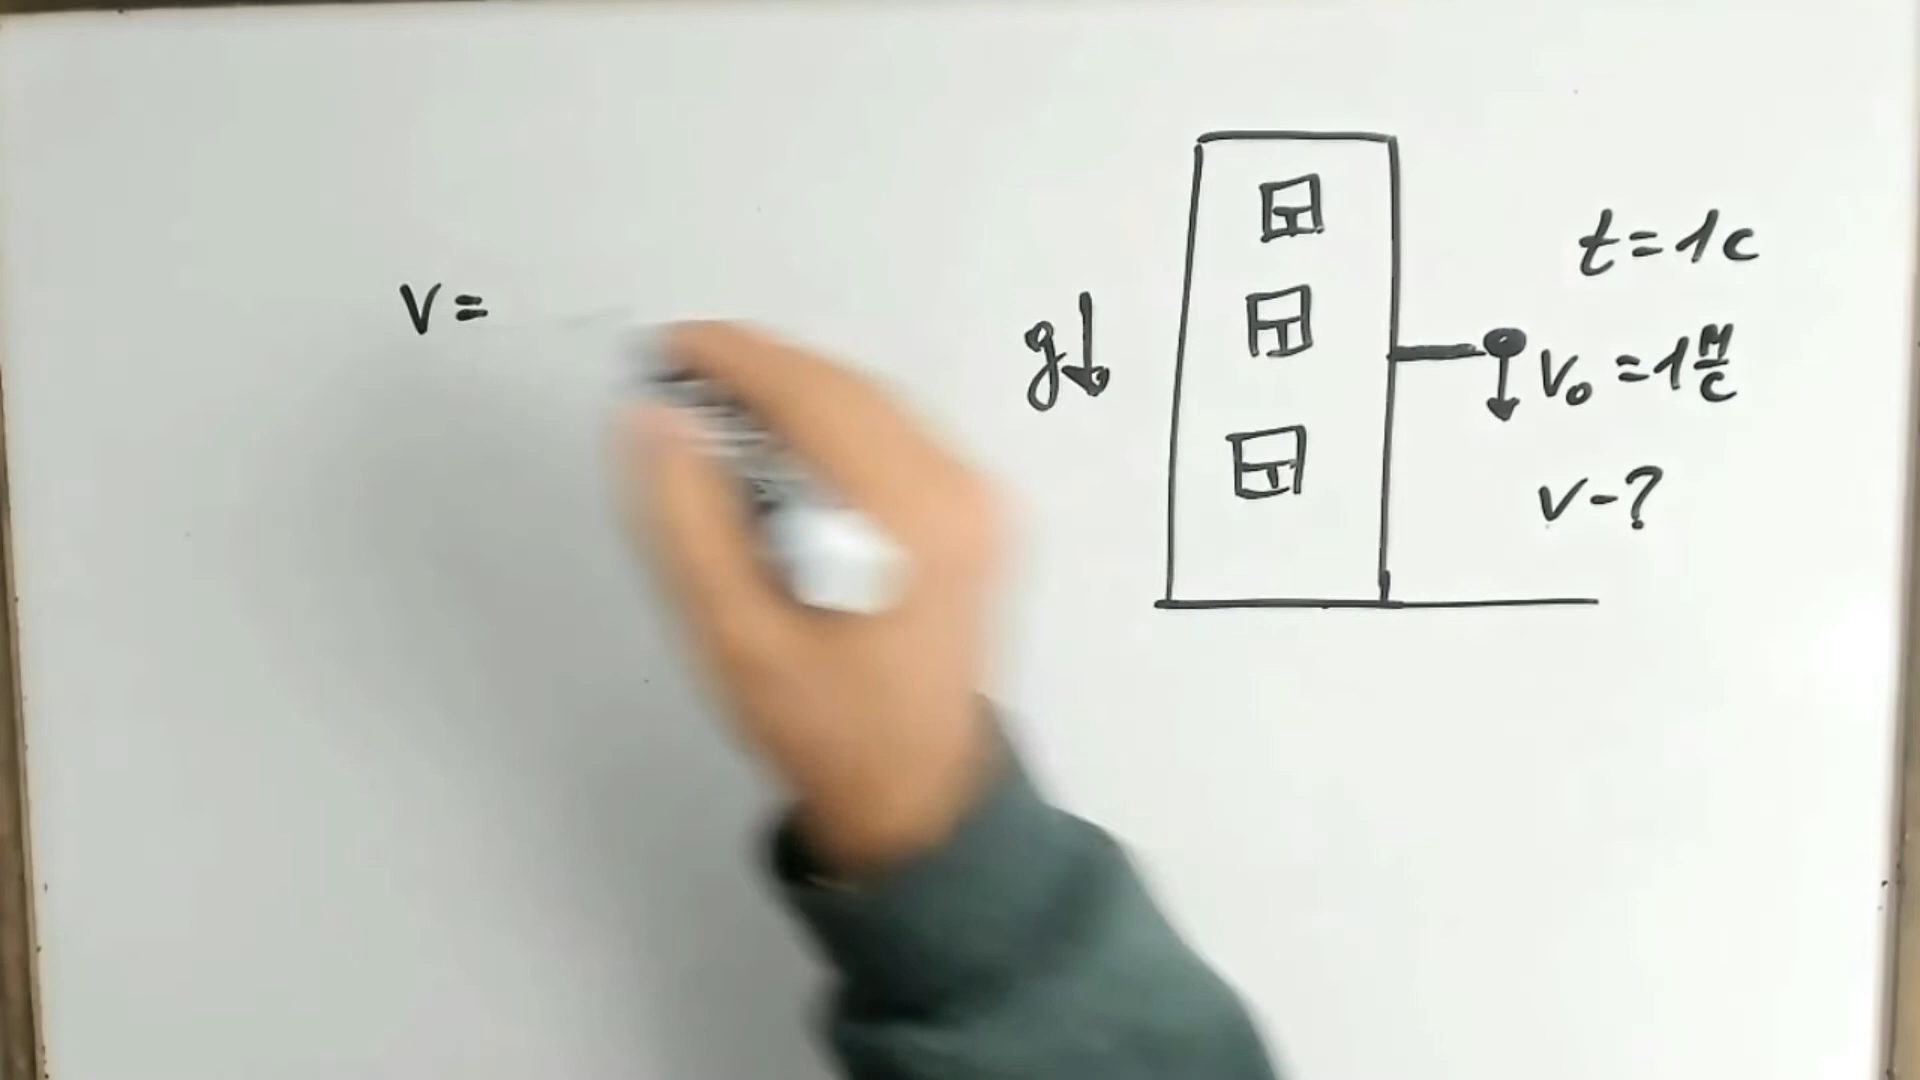 v =
g↓
t = 1c
v₀ = 1 м/c
v - ?